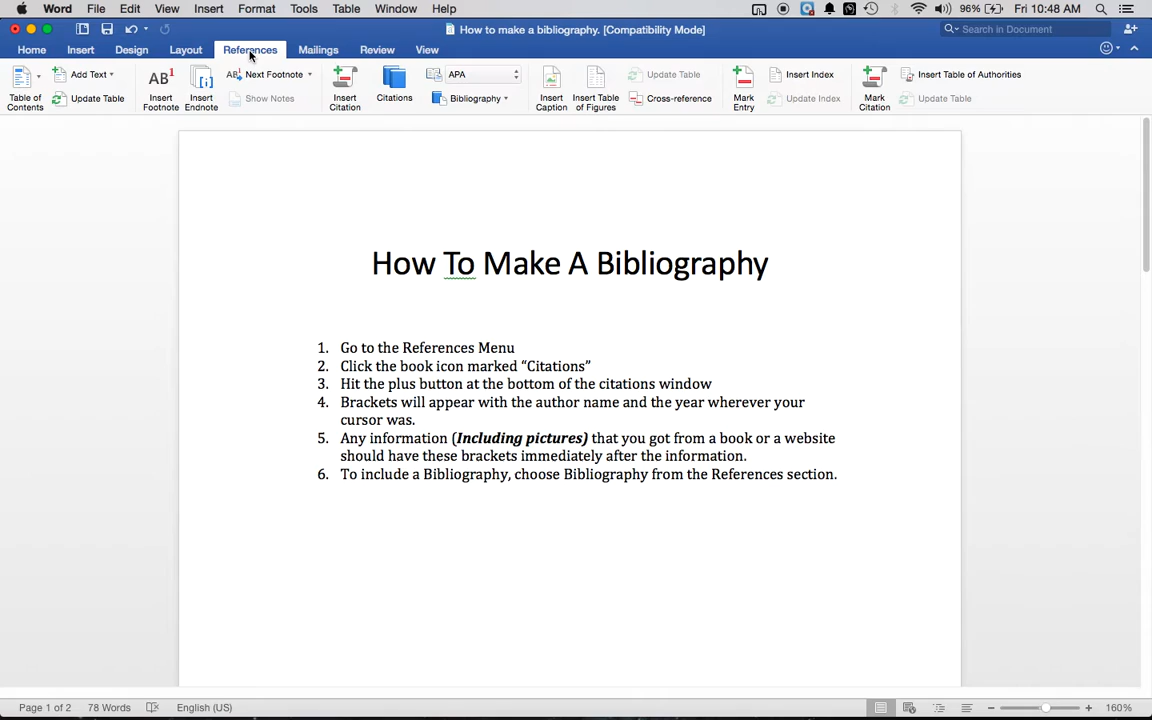 Word File Edit View Insert Format Tools Table Window Help 96% Fri 10:48 AM
How to make a bibliography. [Compatibility Mode] Search in Document
Home Insert Design Layout References Mailings Review View
Table of Contents Add Text Update Table AB1 Insert Footnote Insert Endnote AB Next Footnote Show Notes Insert Citation Citations APA Bibliography Insert Caption Insert Table of Figures Update Table Cross-reference Mark Entry Insert Index Update Index Mark Citation Insert Table of Authorities Update Table
How To Make A Bibliography
1. Go to the References Menu
2. Click the book icon marked “Citations”
3. Hit the plus button at the bottom of the citations window
4. Brackets will appear with the author name and the year wherever your
cursor was.
5. Any information (Including pictures) that you got from a book or a website
should have these brackets immediately after the information.
6. To include a Bibliography, choose Bibliography from the References section.
Page 1 of 2 78 Words English (US) 160%